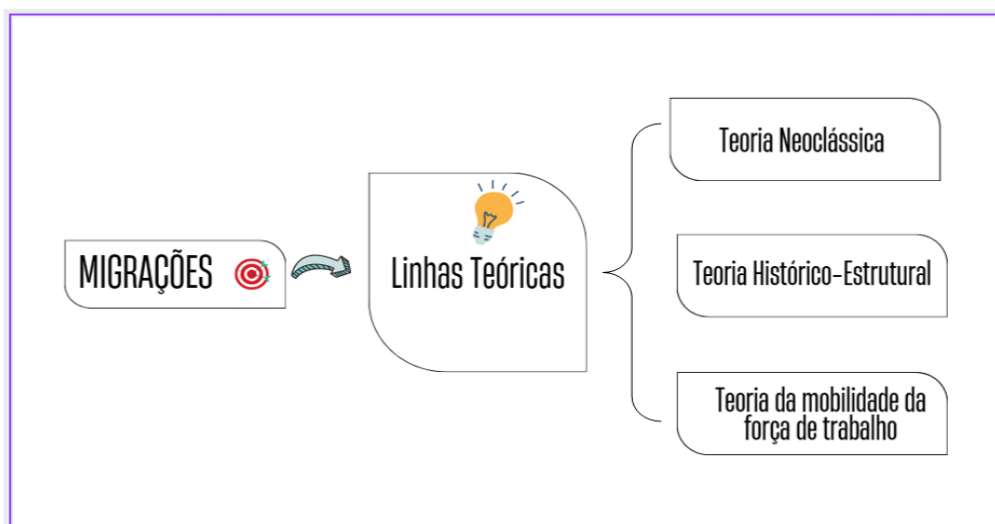 MIGRAÇÕES
Linhas Teóricas
Teoria Neoclássica
Teoria Histórico-Estrutural
Teoria da mobilidade da
força de trabalho